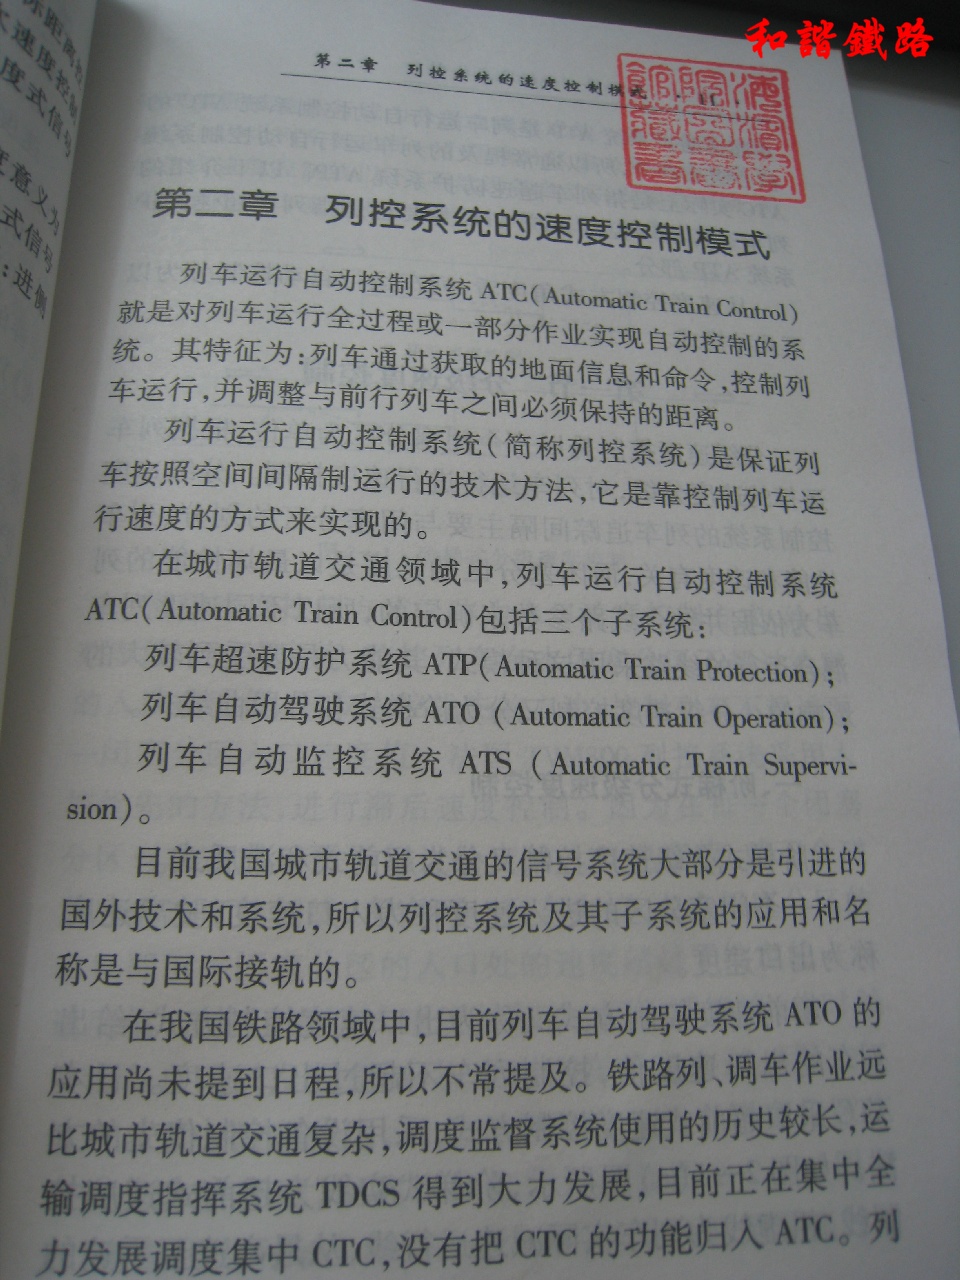 和諧鐵路
第二章 列控系统的速度控制模式
第二章 列控系统的速度控制模式
列车运行自动控制系统 ATC(Automatic Train Control)
就是对列车运行全过程或一部分作业实现自动控制的系
统。其特征为:列车通过获取的地面信息和命令,控制列
车运行,并调整与前行列车之间必须保持的距离。
列车运行自动控制系统(简称列控系统)是保证列
车按照空间间隔制运行的技术方法,它是靠控制列车运
行速度的方式来实现的。
在城市轨道交通领域中,列车运行自动控制系统
ATC(Automatic Train Control)包括三个子系统:
列车超速防护系统 ATP(Automatic Train Protection);
列车自动驾驶系统 ATO (Automatic Train Operation);
列车自动监控系统 ATS (Automatic Train Supervi-
sion)。
目前我国城市轨道交通的信号系统大部分是引进的
国外技术和系统,所以列控系统及其子系统的应用和名
称是与国际接轨的。
在我国铁路领域中,目前列车自动驾驶系统 ATO 的
应用尚未提到日程,所以不常提及。铁路列、调车作业远
比城市轨道交通复杂,调度监督系统使用的历史较长,运
输调度指挥系统 TDCS 得到大力发展,目前正在集中全
力发展调度集中 CTC,没有把 CTC 的功能归入 ATC。列
速度控制
度式信号
意义为
式信号
:进侧